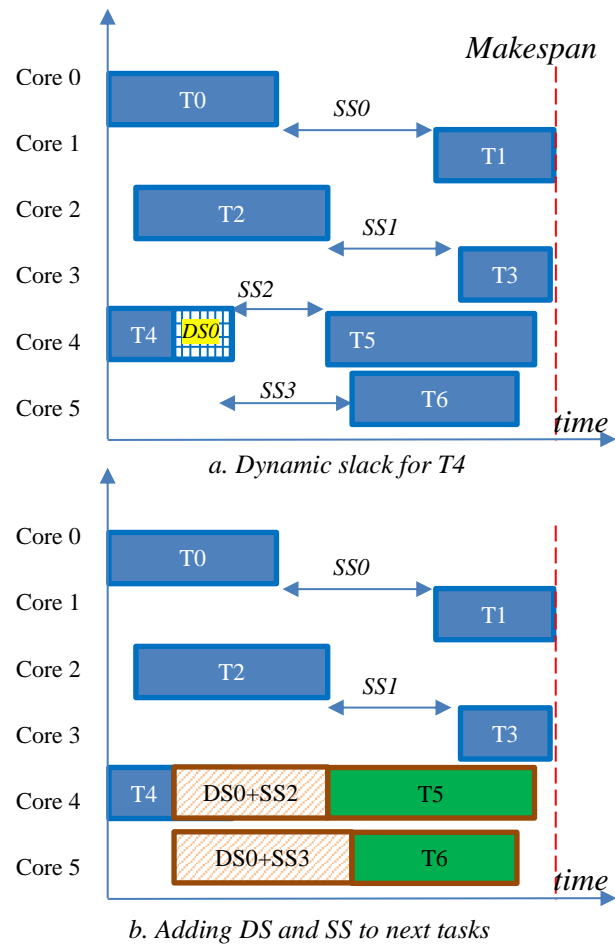 Makespan
Core 0
T0
SS0
Core 1
T1
Core 2
T2
SS1
Core 3
T3
SS2
Core 4
T4
DS0
T5
SS3
Core 5
T6
time
a. Dynamic slack for T4
Core 0
T0
SS0
Core 1
T1
Core 2
T2
SS1
Core 3
T3
Core 4
T4
DS0+SS2
T5
Core 5
DS0+SS3
T6
time
b. Adding DS and SS to next tasks